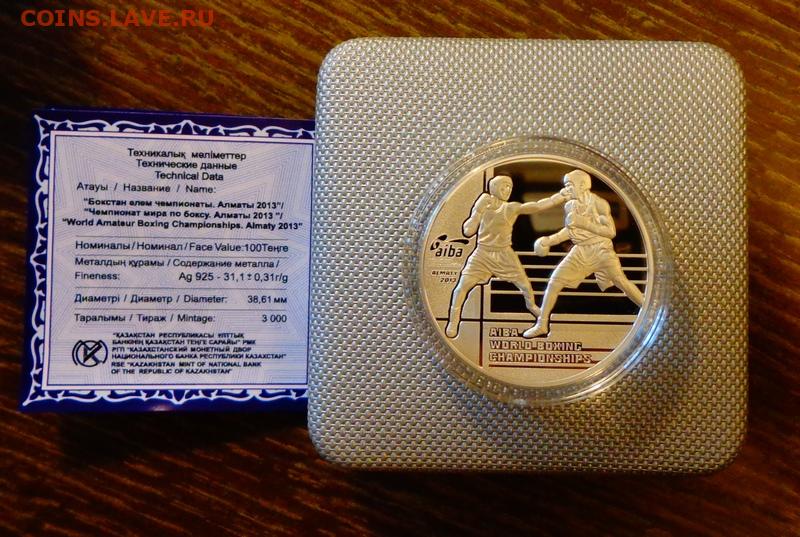 COINS.LAVE.RU
Техникалық мәліметтер
Технические данные
Technical Data
Атауы / Название / Name:
"Бокстан әлем чемпионаты. Алматы 2013"/
"Чемпионат мира по боксу. Алматы 2013 "/
"World Amateur Boxing Championships. Almaty 2013"
Номиналы/Номинал/Face Value:100Теңге
Металдың құрамы / Содержание металла /
Fineness: Ag 925 - 31,1 ± 0,31г/g
Диаметрі / Диаметр / Diameter: 38,61 мм
Таралымы / Тираж / Mintage: 3 000
"ҚАЗАҚСТАН РЕСПУБЛИКАСЫ ҰЛТТЫҚ
БАНКІНІҢ ҚАЗАҚСТАН ТЕҢГЕ САРАЙЫ" РМК
РГП "КАЗАХСТАНСКИЙ МОНЕТНЫЙ ДВОР
НАЦИОНАЛЬНОГО БАНКА РЕСПУБЛИКИ КАЗАХСТАН"
RSE "KAZAKHSTAN MINT OF NATIONAL BANK
OF THE REPUBLIC OF KAZAKHSTAN"
aiba
ALMATY
2013
AIBA
WORLD BOXING
CHAMPIONSHIPS